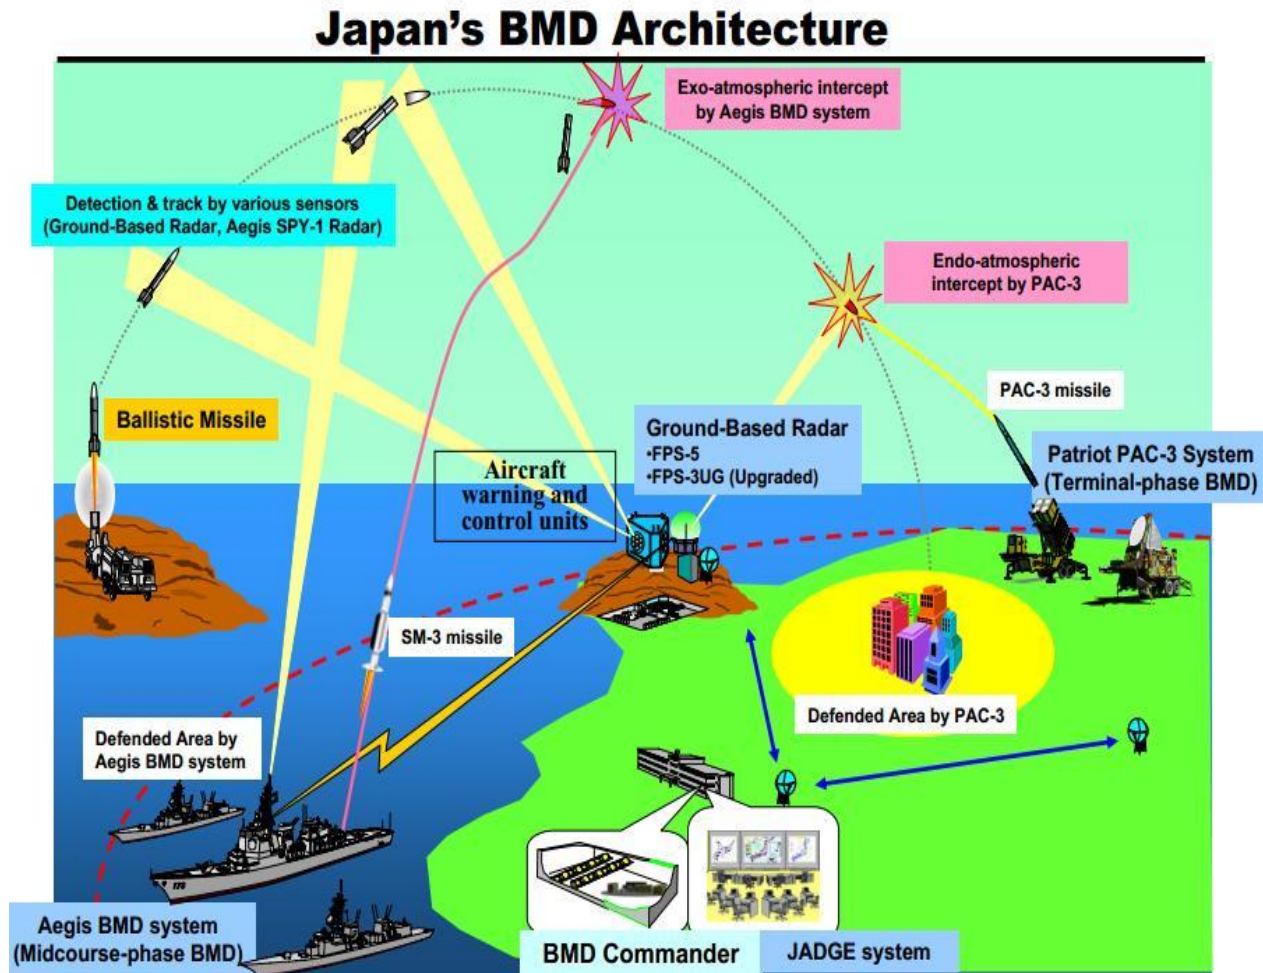 Japan's BMD Architecture
Exo-atmospheric intercept
by Aegis BMD system
Detection & track by various sensors
(Ground-Based Radar, Aegis SPY-1 Radar)
Endo-atmospheric
intercept by PAC-3
PAC-3 missile
Ballistic Missile
Ground-Based Radar
•FPS-5
•FPS-3UG (Upgraded)
Patriot PAC-3 System
(Terminal-phase BMD)
Aircraft
warning and
control units
SM-3 missile
Defended Area by PAC-3
Defended Area by
Aegis BMD system
Aegis BMD system
(Midcourse-phase BMD)
BMD Commander
JADGE system